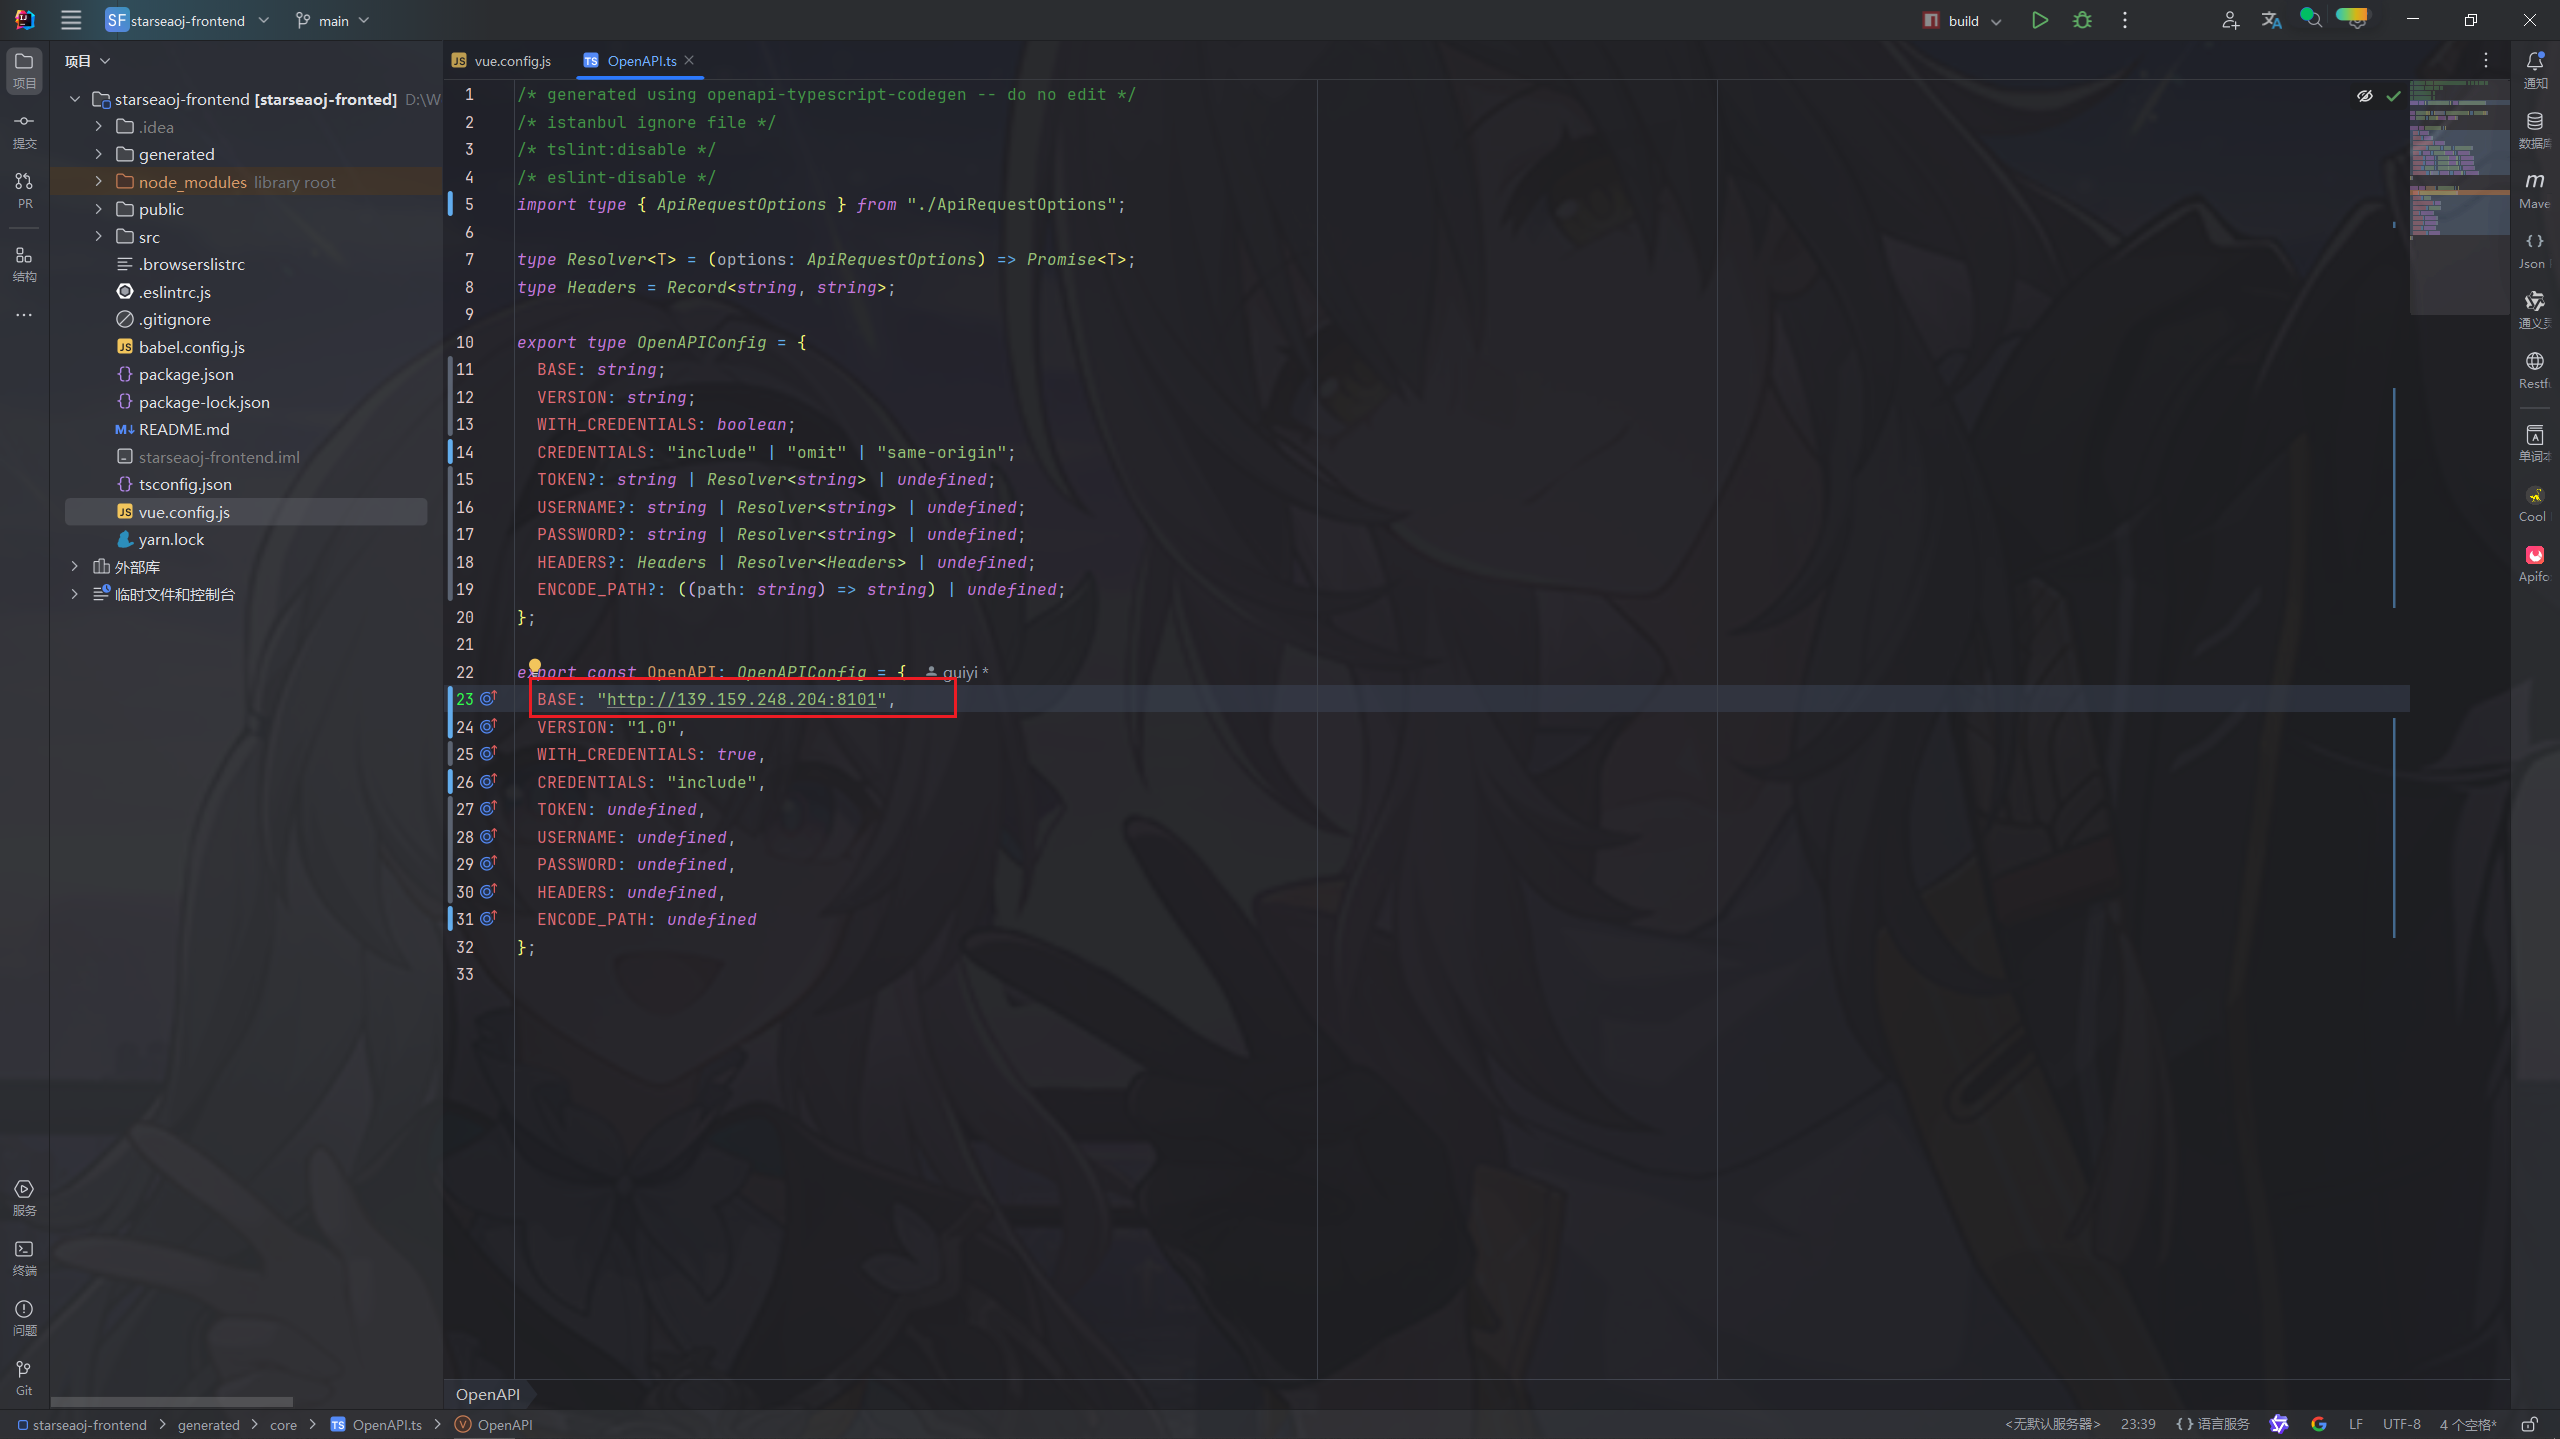 SF starseaoj-frontend
main
build
项目
提交
PR
结构
项目
starseaoj-frontend [starseaoj-fronted] D:\W
.idea
generated
node_modules library root
public
src
.browserslistrc
.eslintrc.js
.gitignore
JS babel.config.js
package.json
package-lock.json
M↓ README.md
starseaoj-frontend.iml
tsconfig.json
JS vue.config.js
yarn.lock
外部库
临时文件和控制台
服务
终端
问题
Git
JS vue.config.js
TS OpenAPI.ts
1 /* generated using openapi-typescript-codegen -- do no edit */
2 /* istanbul ignore file */
3 /* tslint:disable */
4 /* eslint-disable */
5 import type { ApiRequestOptions } from "./ApiRequestOptions";
6
7 type Resolver<T> = (options: ApiRequestOptions) => Promise<T>;
8 type Headers = Record<string, string>;
9
10 export type OpenAPIConfig = {
11 BASE: string;
12 VERSION: string;
13 WITH_CREDENTIALS: boolean;
14 CREDENTIALS: "include" | "omit" | "same-origin";
15 TOKEN?: string | Resolver<string> | undefined;
16 USERNAME?: string | Resolver<string> | undefined;
17 PASSWORD?: string | Resolver<string> | undefined;
18 HEADERS?: Headers | Resolver<Headers> | undefined;
19 ENCODE_PATH?: ((path: string) => string) | undefined;
20 };
21
22 export const OpenAPI: OpenAPIConfig = { guiyi *
23 BASE: "http://139.159.248.204:8101",
24 VERSION: "1.0",
25 WITH_CREDENTIALS: true,
26 CREDENTIALS: "include",
27 TOKEN: undefined,
28 USERNAME: undefined,
29 PASSWORD: undefined,
30 HEADERS: undefined,
31 ENCODE_PATH: undefined
32 };
33
OpenAPI
通知
数据库
m
Mave
Json
通义灵
Restfu
单词本
Cool
Apifo
starseaoj-frontend > generated > core > TS OpenAPI.ts > V OpenAPI
<无默认服务器> 23:39 {} 语言服务 LF UTF-8 4 个空格*